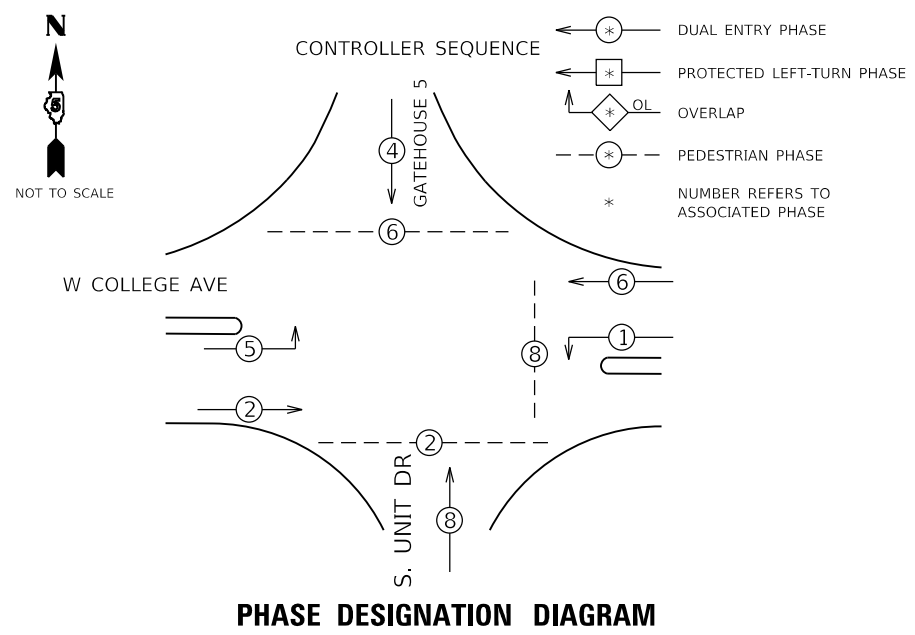 N
5
NOT TO SCALE
CONTROLLER SEQUENCE
* DUAL ENTRY PHASE
* PROTECTED LEFT-TURN PHASE
* OL OVERLAP
* PEDESTRIAN PHASE
* NUMBER REFERS TO
ASSOCIATED PHASE
GATEHOUSE 5
4
6
W COLLEGE AVE
6
5
8
1
2
2
S. UNIT DR
8
PHASE DESIGNATION DIAGRAM